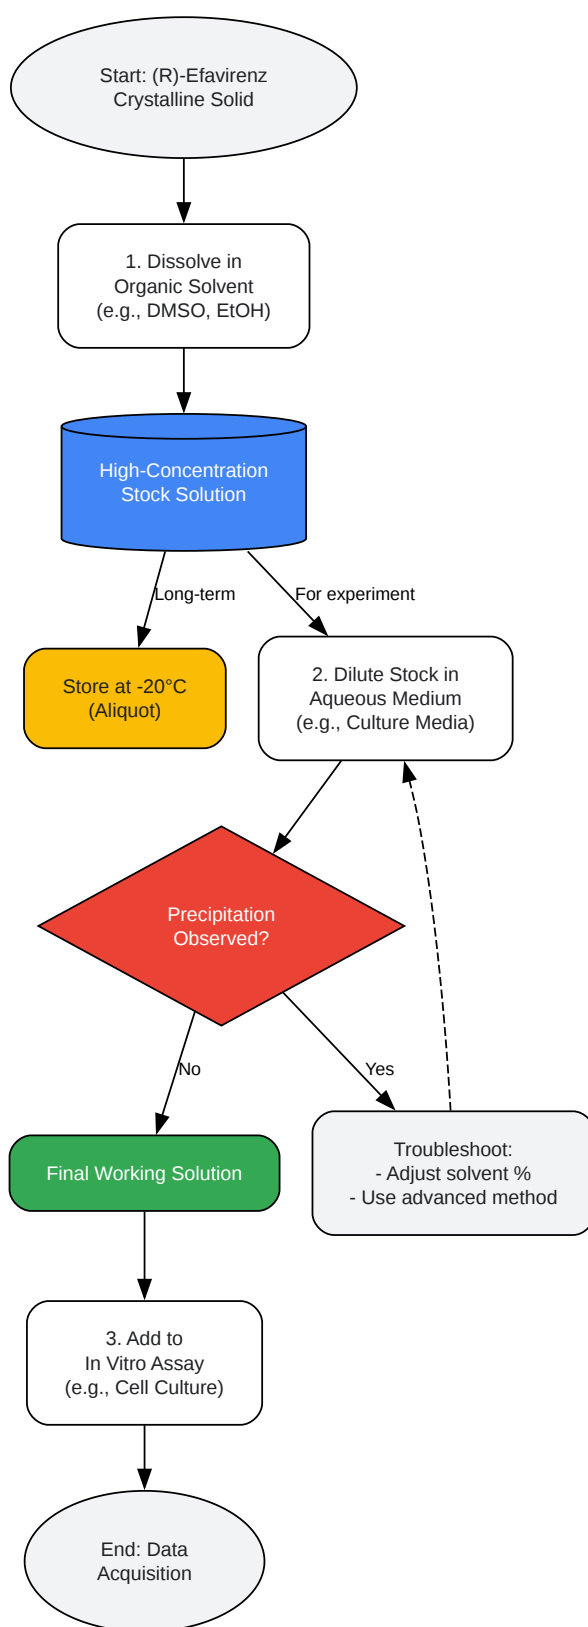 Start: (R)-Efavirenz
Crystalline Solid
1. Dissolve in
Organic Solvent
(e.g., DMSO, EtOH)
High-Concentration
Stock Solution
Long-term
For experiment
Store at -20°C
(Aliquot)
2. Dilute Stock in
Aqueous Medium
(e.g., Culture Media)
Precipitation
Observed?
No
Yes
Final Working Solution
Troubleshoot:
- Adjust solvent %
- Use advanced method
3. Add to
In Vitro Assay
(e.g., Cell Culture)
End: Data
Acquisition